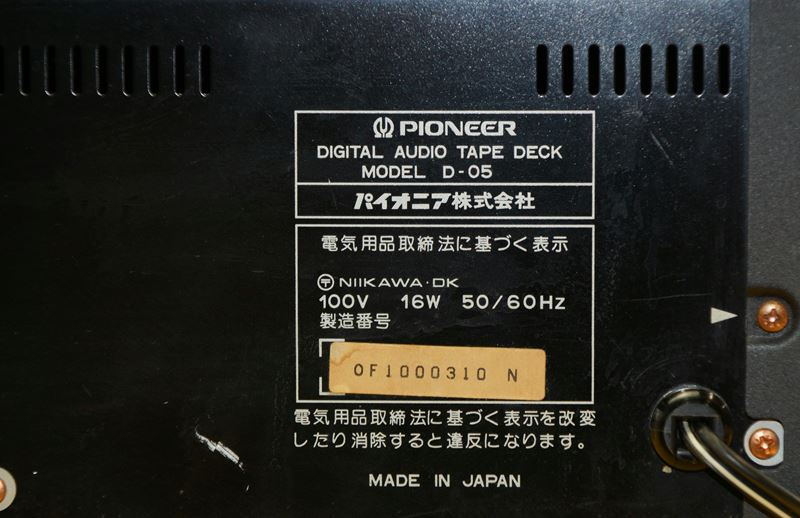 PIONEER
DIGITAL AUDIO TAPE DECK
MODEL D-05
パイオニア株式会社
電気用品取締法に基づく表示
〒 NIIKAWA·DK
100V 16W 50/60Hz
製造番号
OF1000310 N
電気用品取締法に基づく表示を改変
したり消除すると違反になります。
MADE IN JAPAN